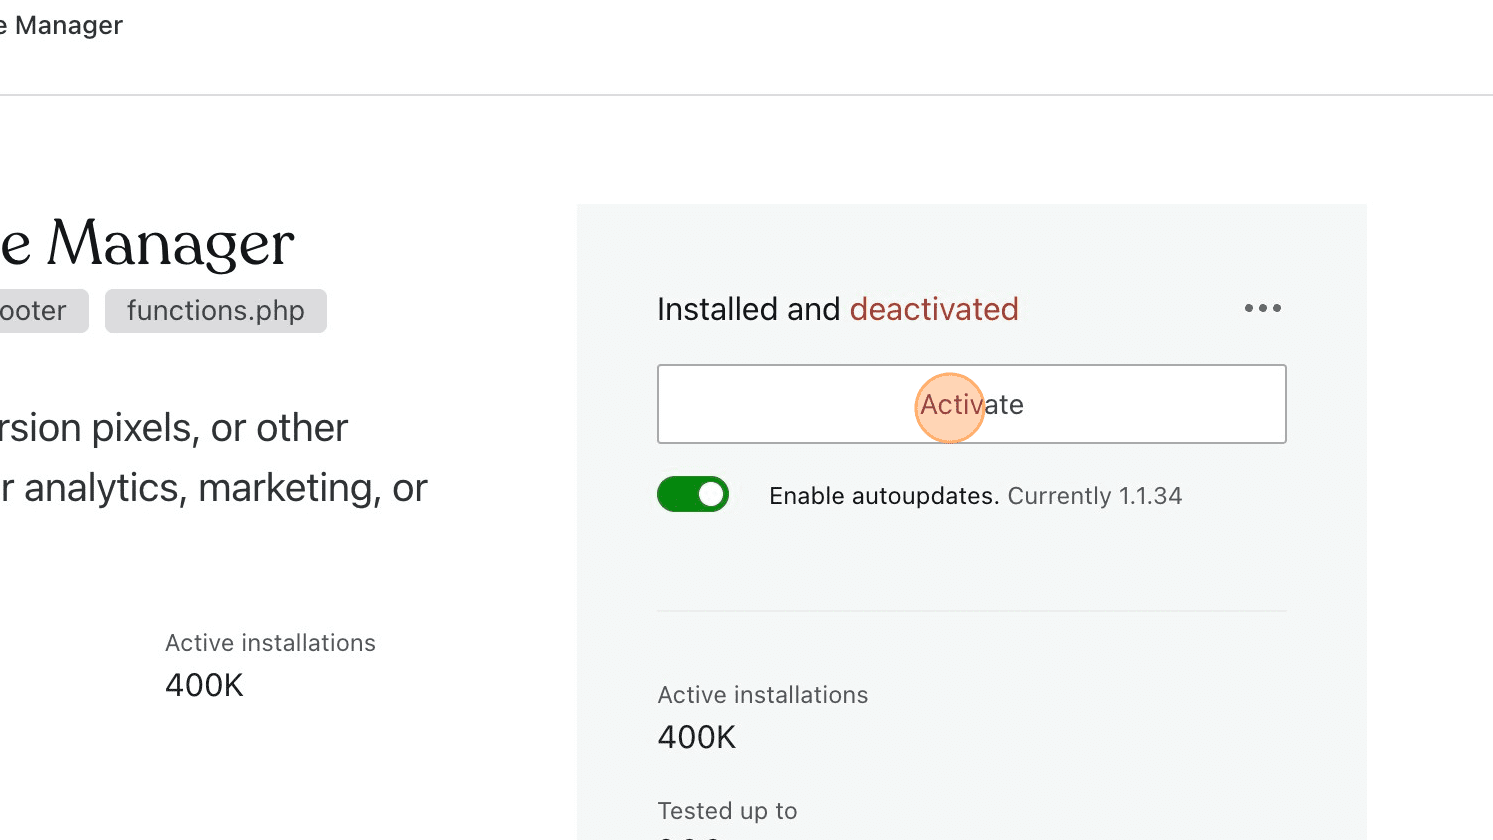 e Manager
e Manager
ooter functions.php
rsion pixels, or other
r analytics, marketing, or
Active installations
400K
Installed and deactivated
Activate
Enable autoupdates. Currently 1.1.34
Active installations
400K
Tested up to